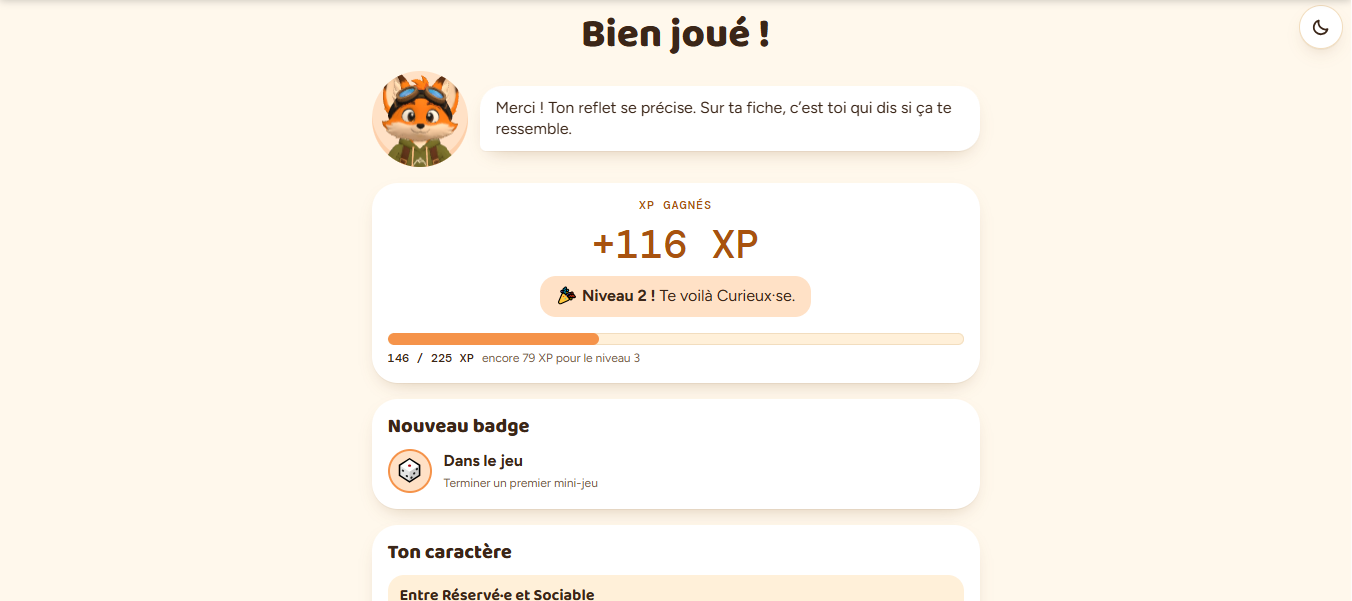 Bien joué !
Merci ! Ton reflet se précise. Sur ta fiche, c’est toi qui dis si ça te
ressemble.
XP GAGNÉS
+116 XP
Niveau 2 ! Te voilà Curieux·se.
146 / 225 XP encore 79 XP pour le niveau 3
Nouveau badge
Dans le jeu
Terminer un premier mini-jeu
Ton caractère
Entre Réservé·e et Sociable